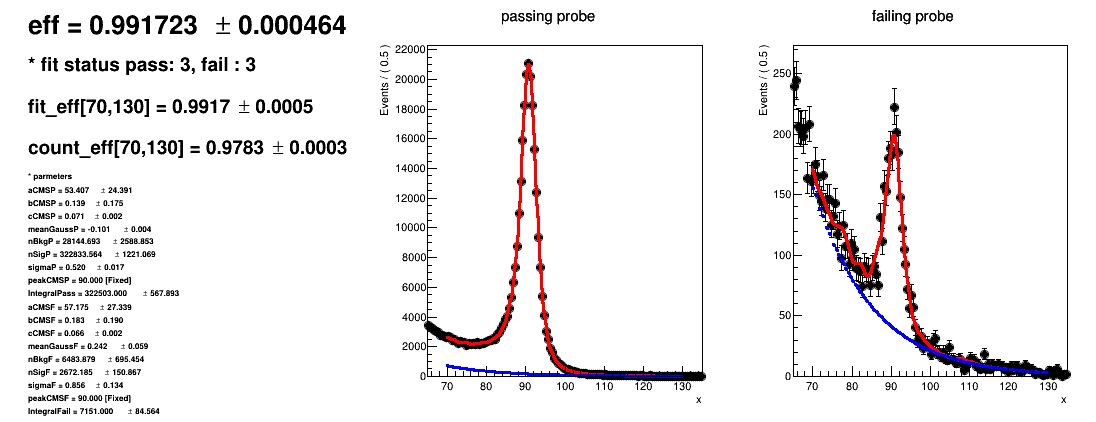 eff = 0.991723 ± 0.000464
* fit status pass: 3, fail : 3
fit_eff[70,130] = 0.9917 ± 0.0005
count_eff[70,130] = 0.9783 ± 0.0003
* parmeters
aCMSP = 53.407 ± 24.391
bCMSP = 0.139 ± 0.175
cCMSP = 0.071 ± 0.002
meanGaussP = -0.101 ± 0.004
nBkgP = 28144.693 ± 2588.853
nSigP = 322833.564 ± 1221.069
sigmaP = 0.520 ± 0.017
peakCMSP = 90.000 [Fixed]
IntegralPass = 322503.000 ± 567.893
aCMSF = 57.175 ± 27.339
bCMSF = 0.183 ± 0.190
cCMSF = 0.066 ± 0.002
meanGaussF = 0.242 ± 0.059
nBkgF = 6483.879 ± 695.454
nSigF = 2672.185 ± 150.867
sigmaF = 0.856 ± 0.134
peakCMSF = 90.000 [Fixed]
IntegralFail = 7151.000 ± 84.564
passing probe
Events / ( 0.5 )
22000
20000
18000
16000
14000
12000
10000
8000
6000
4000
2000
0
70 80 90 100 110 120 130
x
failing probe
Events / ( 0.5 )
250
200
150
100
50
0
70 80 90 100 110 120 130
x